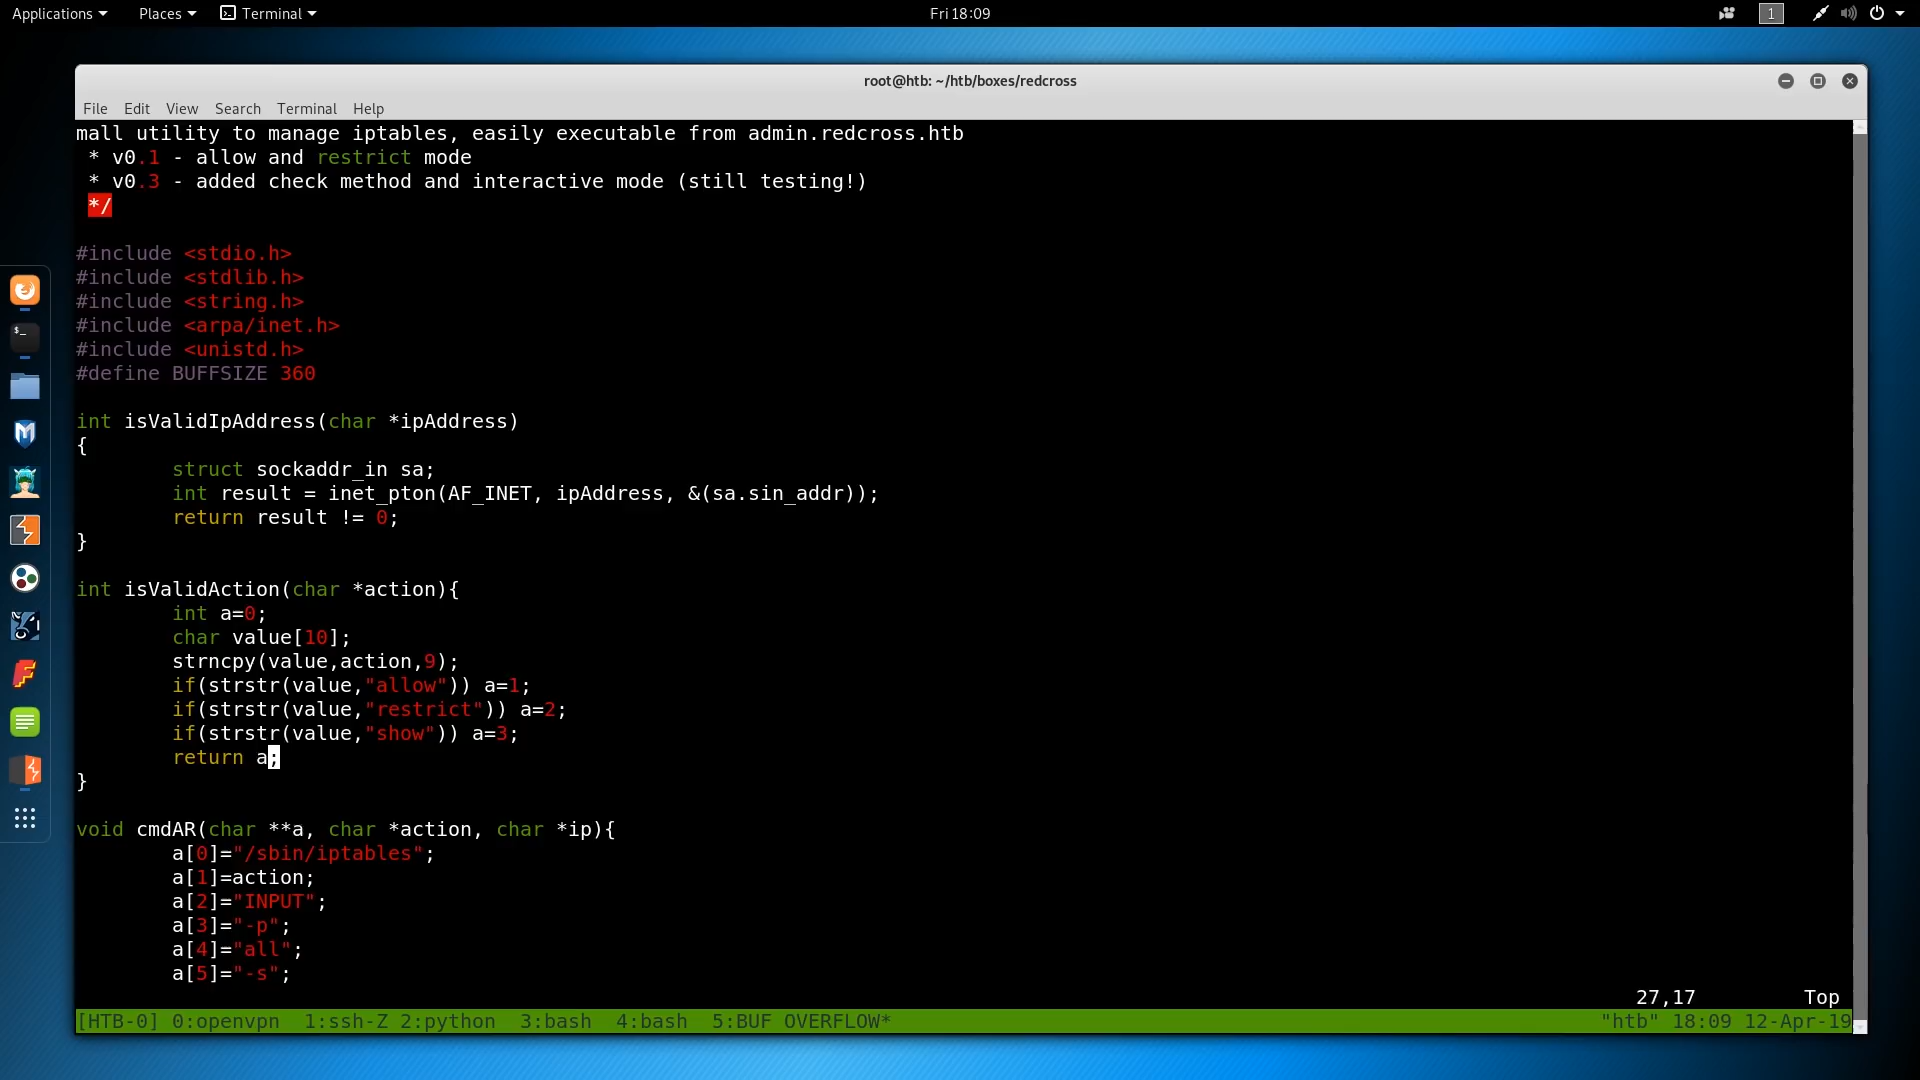 Applications Places Terminal Fri 18:09 1
root@htb: ~/htb/boxes/redcross
File Edit View Search Terminal Help
mall utility to manage iptables, easily executable from admin.redcross.htb
 * v0.1 - allow and restrict mode
 * v0.3 - added check method and interactive mode (still testing!)
 */
#include <stdio.h>
#include <stdlib.h>
#include <string.h>
#include <arpa/inet.h>
#include <unistd.h>
#define BUFFSIZE 360
int isValidIpAddress(char *ipAddress)
{
        struct sockaddr_in sa;
        int result = inet_pton(AF_INET, ipAddress, &(sa.sin_addr));
        return result != 0;
}
int isValidAction(char *action){
        int a=0;
        char value[10];
        strncpy(value,action,9);
        if(strstr(value,"allow")) a=1;
        if(strstr(value,"restrict")) a=2;
        if(strstr(value,"show")) a=3;
        return a;
}
void cmdAR(char **a, char *action, char *ip){
        a[0]="/sbin/iptables";
        a[1]=action;
        a[2]="INPUT";
        a[3]="-p";
        a[4]="all";
        a[5]="-s";
27,17 Top
[HTB-0] 0:openvpn  1:ssh-Z 2:python  3:bash  4:bash  5:BUF OVERFLOW* "htb" 18:09 12-Apr-19